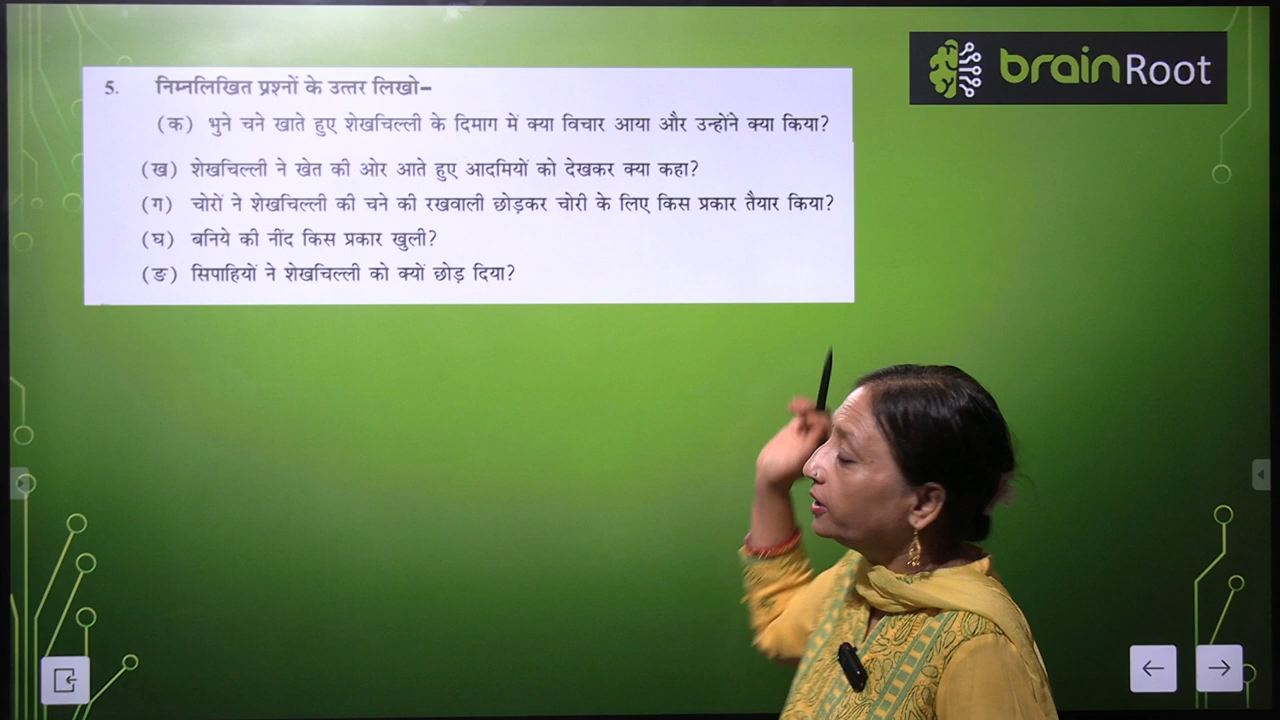 brainRoot
5. निम्नलिखित प्रश्नों के उत्तर लिखो–
(क) भुने चने खाते हुए शेखचिल्ली के दिमाग में क्या विचार आया और उन्होंने क्या किया?
(ख) शेखचिल्ली ने खेत की ओर आते हुए आदमियों को देखकर क्या कहा?
(ग) चोरों ने शेखचिल्ली की चने की रखवाली छोड़कर चोरी के लिए किस प्रकार तैयार किया?
(घ) बनिये की नींद किस प्रकार खुली?
(ङ) सिपाहियों ने शेखचिल्ली को क्यों छोड़ दिया?